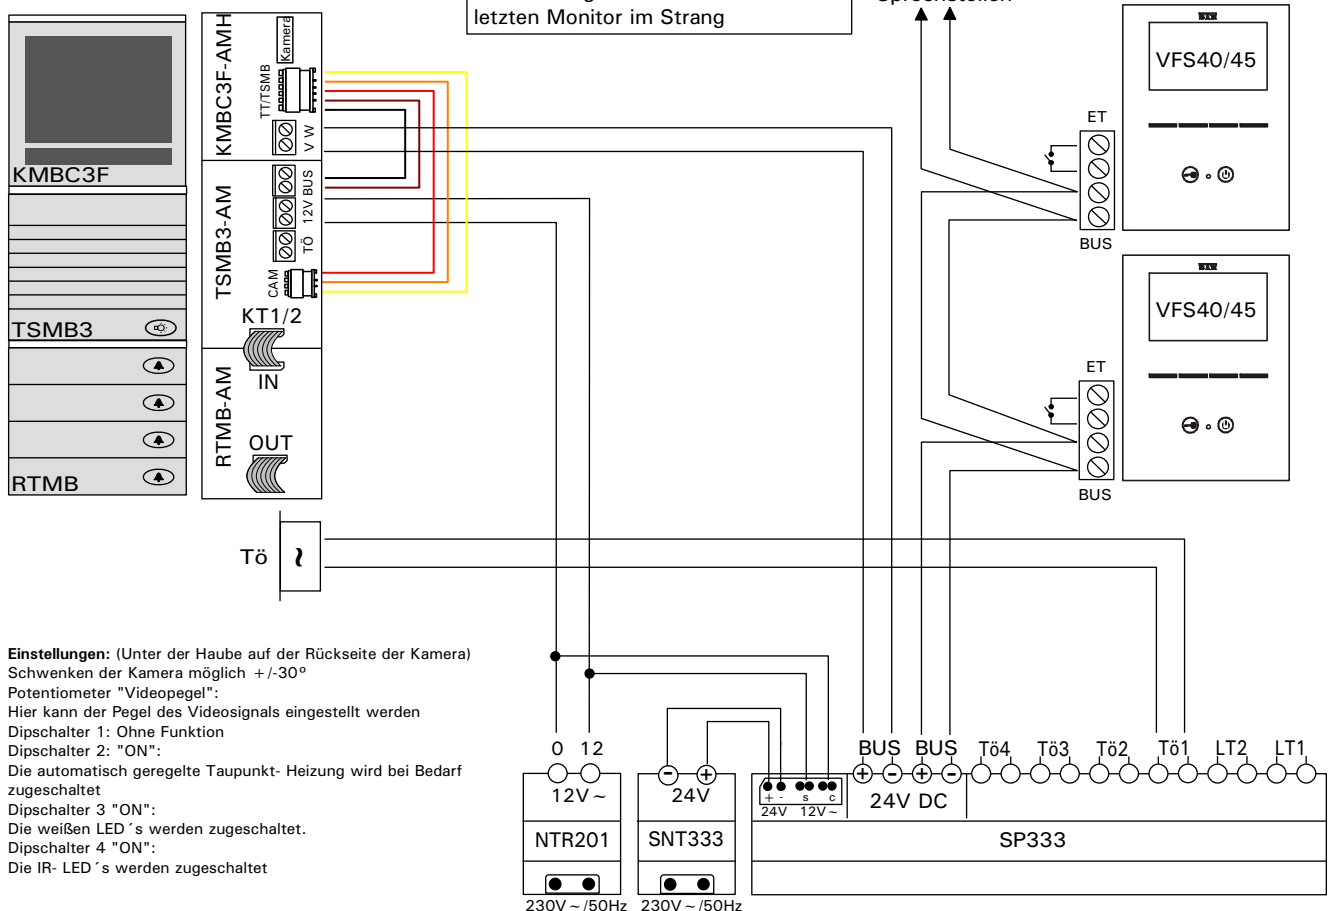 letzten Monitor im Strang
Sprechstellen
KMBC3F-AMH
Kamera
TT/TSMB
V W
KMBC3F
TSMB3-AM
BUS
12V
TÖ
CAM
KT1/2
TSMB3
IN
RTMB-AM
OUT
RTMB
VFS40/45
ET
BUS
VFS40/45
ET
BUS
Tö
~
Einstellungen: (Unter der Haube auf der Rückseite der Kamera)
Schwenken der Kamera möglich +/-30°
Potentiometer "Videopegel":
Hier kann der Pegel des Videosignals eingestellt werden
Dipschalter 1: Ohne Funktion
Dipschalter 2: "ON":
Die automatisch geregelte Taupunkt- Heizung wird bei Bedarf
zugeschaltet
Dipschalter 3 "ON":
Die weißen LED´s werden zugeschaltet.
Dipschalter 4 "ON":
Die IR- LED´s werden zugeschaltet
0 12
12V~
NTR201
230V~/50Hz
- +
24V
SNT333
230V~/50Hz
+ - s c
24V 12V~
BUS BUS Tö4 Tö3 Tö2 Tö1 LT2 LT1
+ - + -
24V DC
SP333